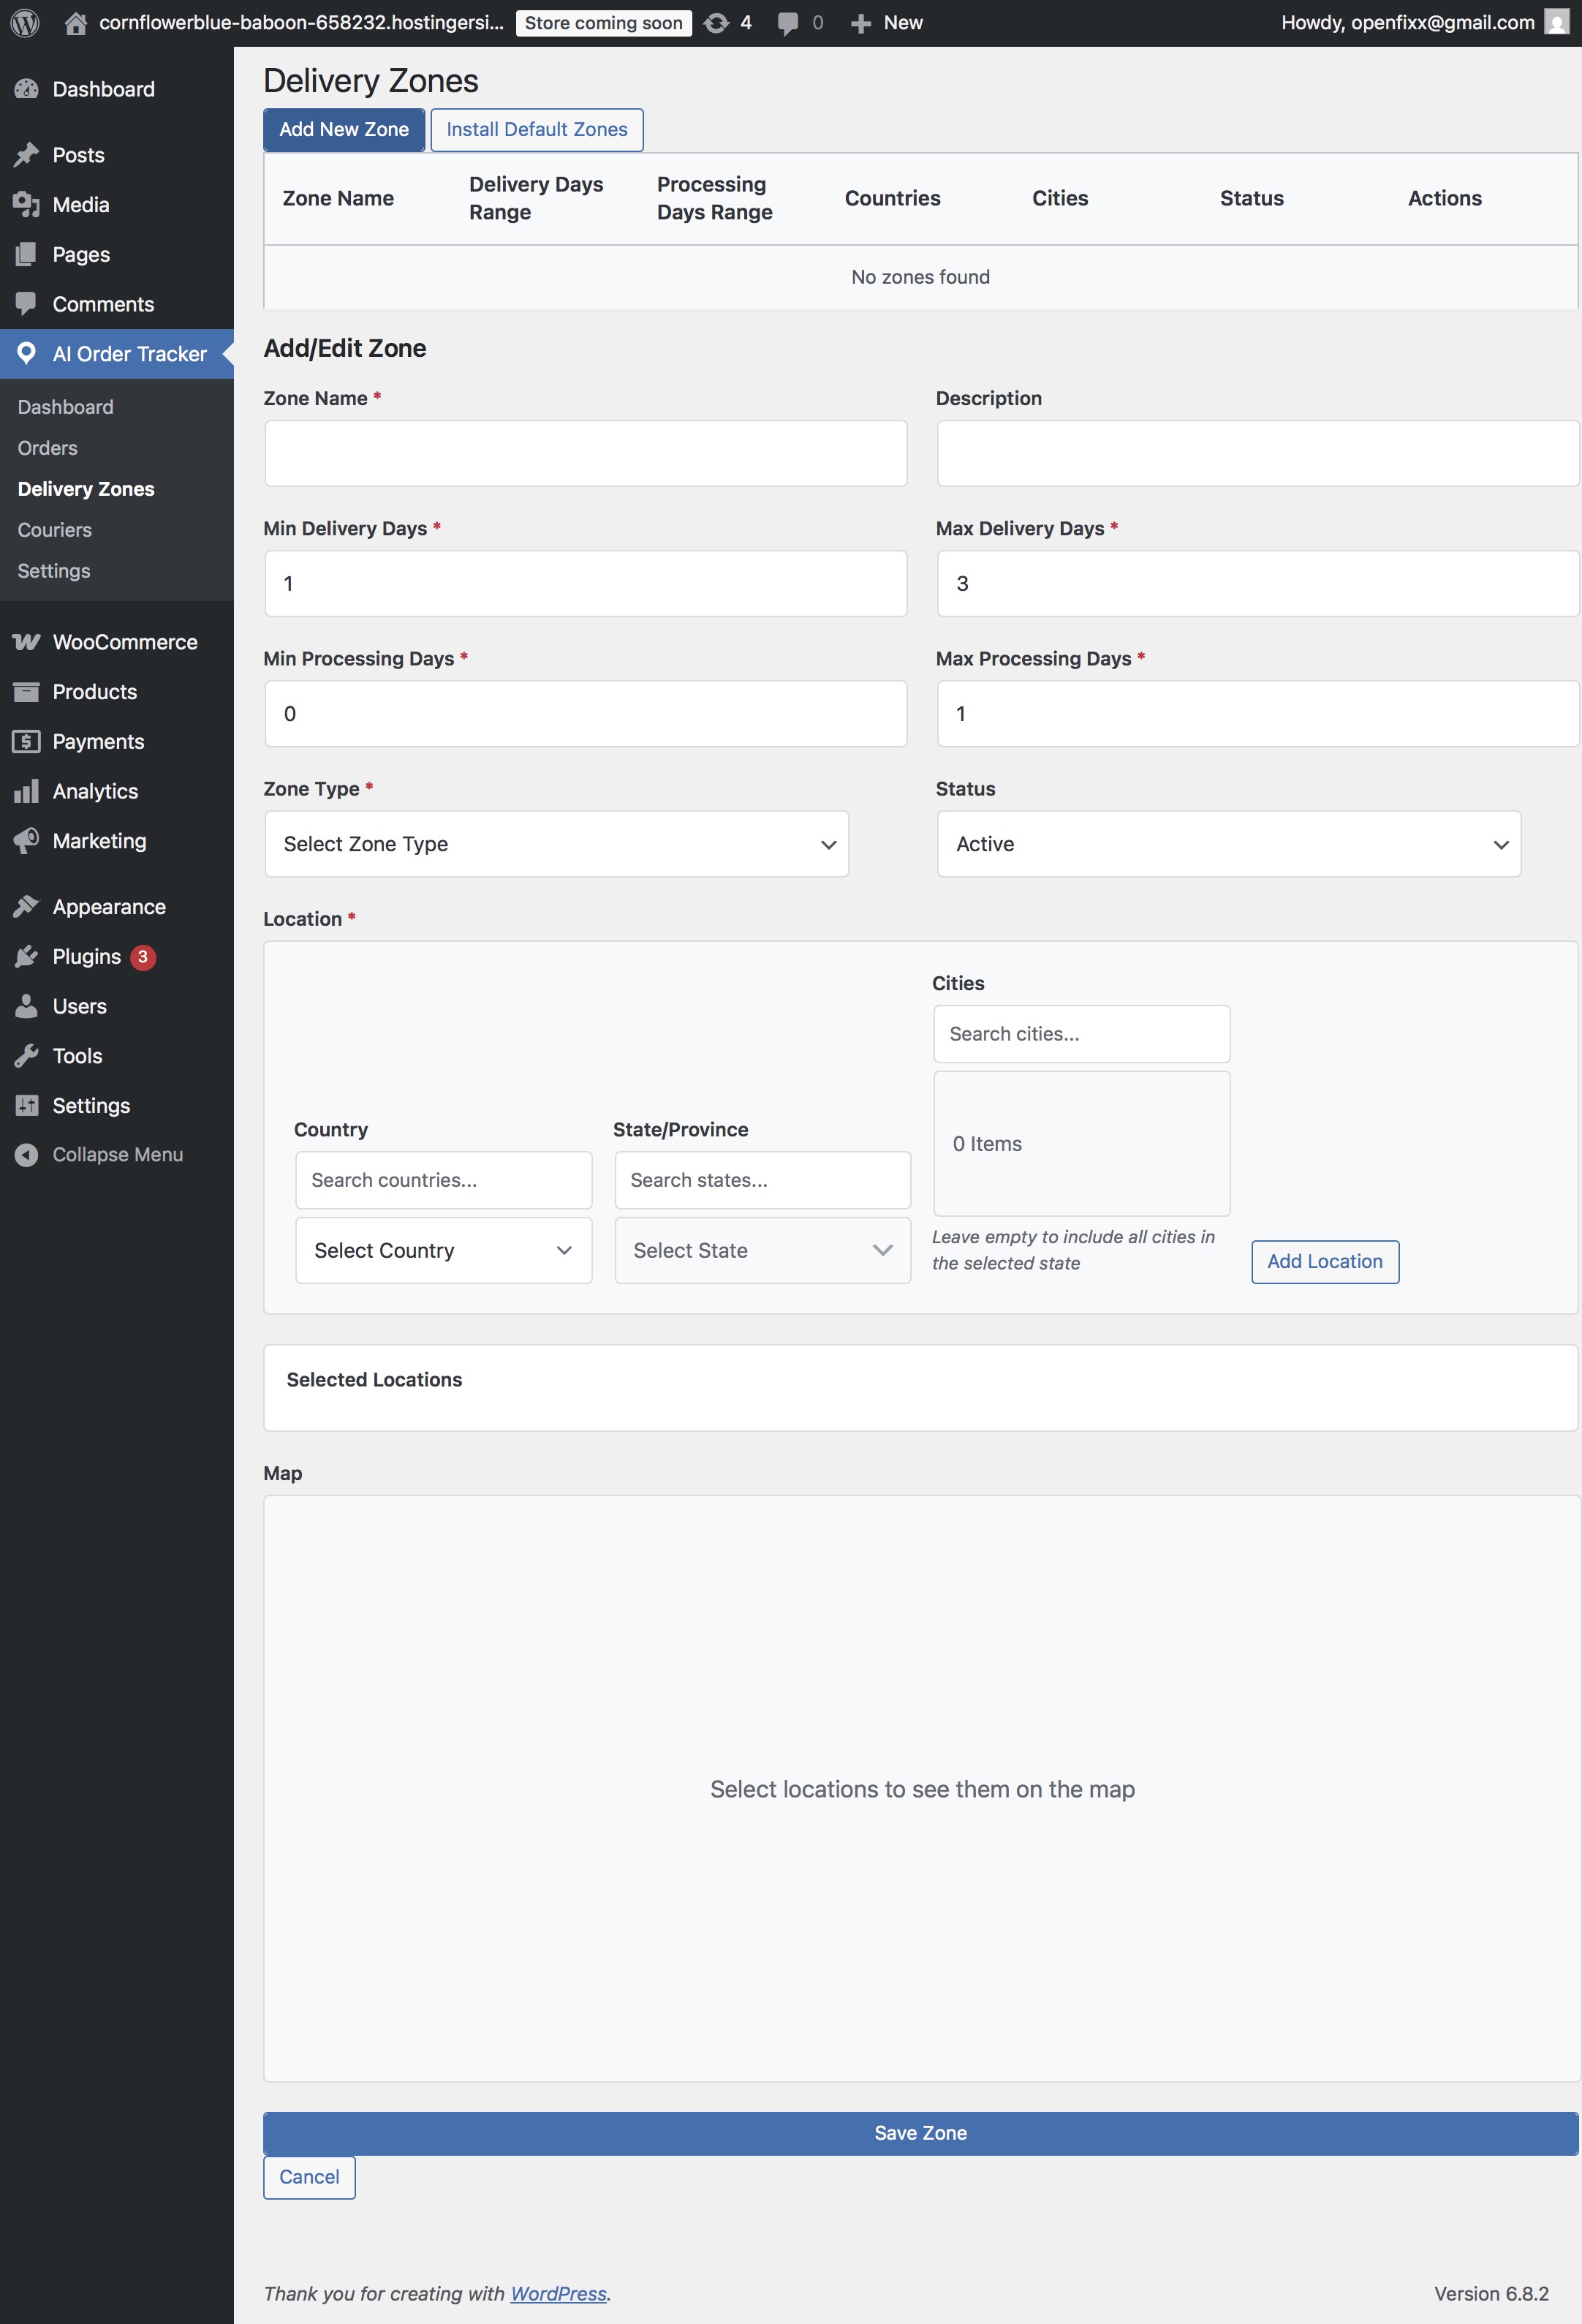 cornflowerblue-baboon-658232.hostingersi...
Store coming soon
4
0
New
Howdy, openfixx@gmail.com
Dashboard
Posts
Media
Pages
Comments
AI Order Tracker
Dashboard
Orders
Delivery Zones
Couriers
Settings
WooCommerce
Products
Payments
Analytics
Marketing
Appearance
Plugins 3
Users
Tools
Settings
Collapse Menu
Delivery Zones
Add New Zone
Install Default Zones
Zone Name
Delivery Days
Range
Processing
Days Range
Countries
Cities
Status
Actions
No zones found
Add/Edit Zone
Zone Name *
Description
Min Delivery Days *
Max Delivery Days *
1
3
Min Processing Days *
Max Processing Days *
0
1
Zone Type *
Status
Select Zone Type
Active
Location *
Country
Search countries...
Select Country
State/Province
Search states...
Select State
Cities
Search cities...
0 Items
Leave empty to include all cities in
the selected state
Add Location
Selected Locations
Map
Select locations to see them on the map
Save Zone
Cancel
Thank you for creating with WordPress.
Version 6.8.2